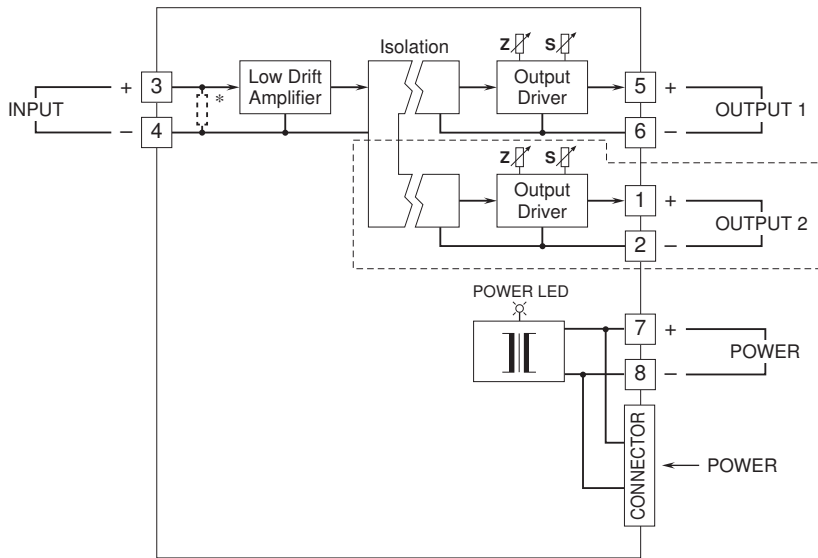 Isolation
Z S
+ 3 * Low Drift
Amplifier
Output
Driver
5 +
INPUT
OUTPUT 1
− 4
6 −
Z S
Output
Driver
1 +
OUTPUT 2
2 −
POWER LED
7 +
POWER
8 −
CONNECTOR
POWER